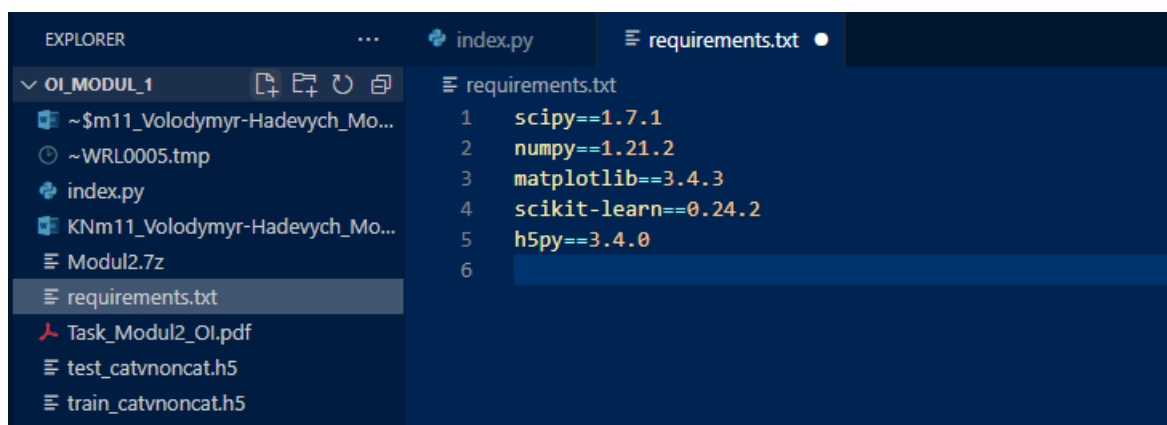 EXPLORER ...
OI_MODUL_1
~$m11_Volodymyr-Hadevych_Mo...
~WRL0005.tmp
index.py
KNm11_Volodymyr-Hadevych_Mo...
Modul2.7z
requirements.txt
Task_Modul2_OI.pdf
test_catvnoncat.h5
train_catvnoncat.h5
index.py requirements.txt
requirements.txt
1 scipy==1.7.1
2 numpy==1.21.2
3 matplotlib==3.4.3
4 scikit-learn==0.24.2
5 h5py==3.4.0
6